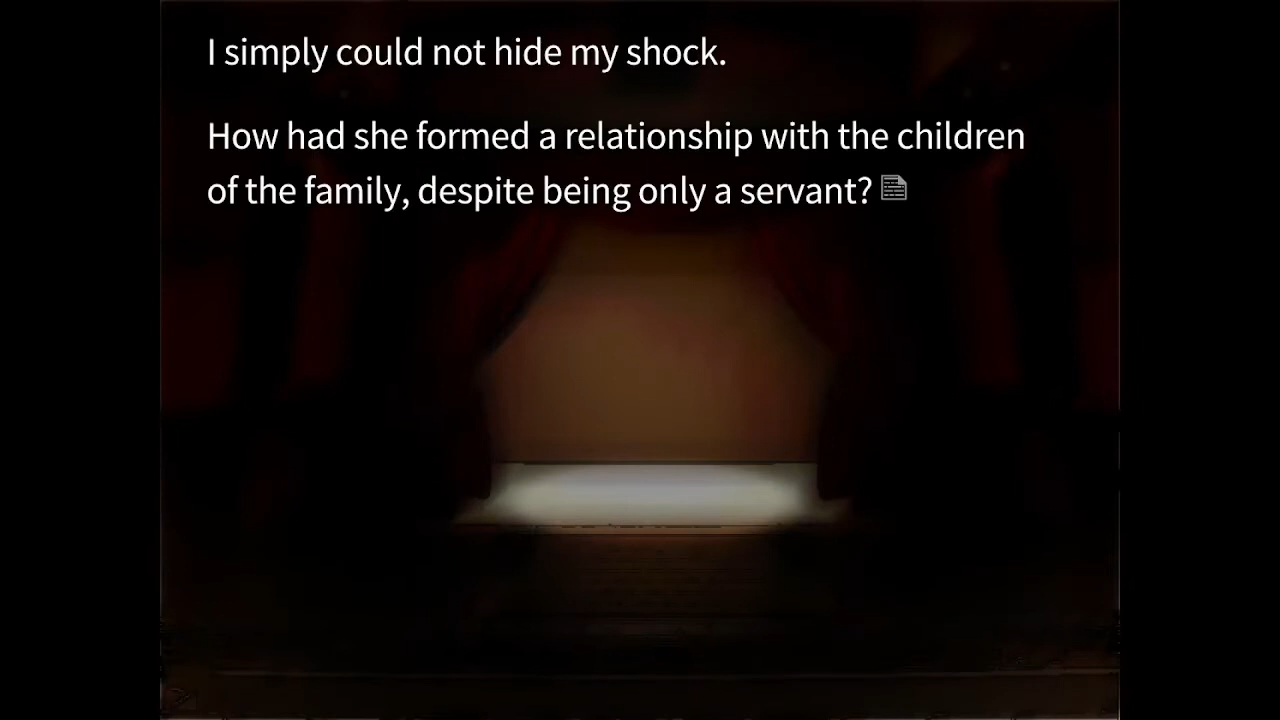 I simply could not hide my shock.
How had she formed a relationship with the children
of the family, despite being only a servant?